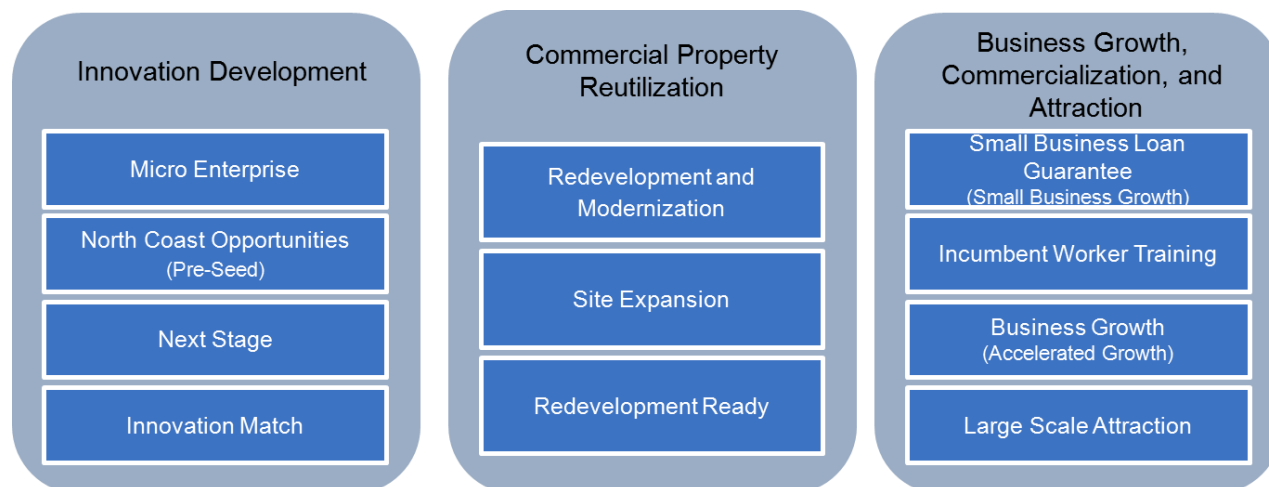 Innovation Development
Micro Enterprise
North Coast Opportunities
(Pre-Seed)
Next Stage
Innovation Match
Commercial Property
Reutilization
Redevelopment and
Modernization
Site Expansion
Redevelopment Ready
Business Growth,
Commercialization, and
Attraction
Small Business Loan
Guarantee
(Small Business Growth)
Incumbent Worker Training
Business Growth
(Accelerated Growth)
Large Scale Attraction